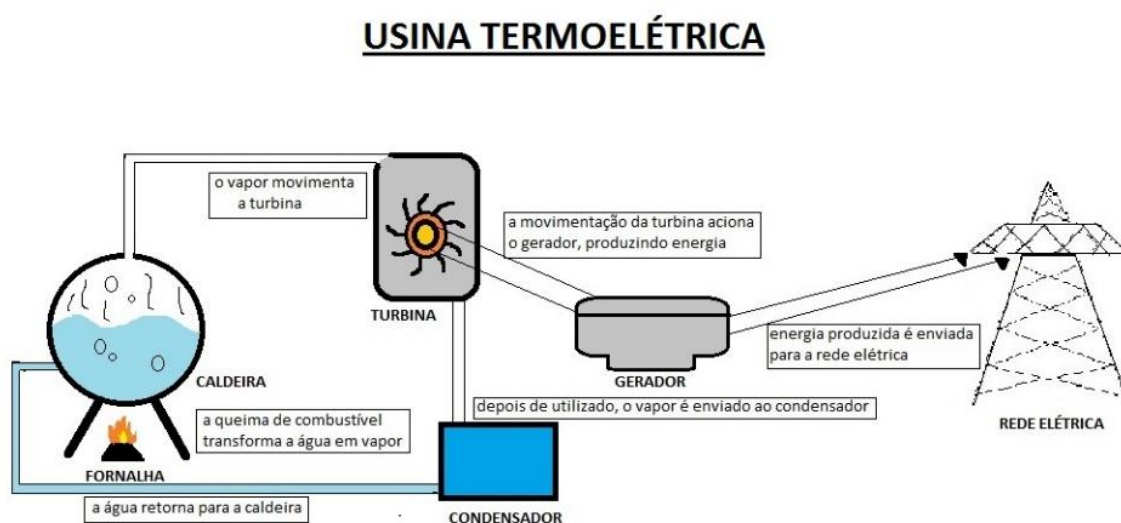 USINA TERMOELÉTRICA
o vapor movimenta
a turbina
a movimentação da turbina aciona
o gerador, produzindo energia
TURBINA
energia produzida é enviada
para a rede elétrica
GERADOR
CALDEIRA
depois de utilizado, o vapor é enviado ao condensador
a queima de combustível
transforma a água em vapor
REDE ELÉTRICA
FORNALHA
a água retorna para a caldeira
CONDENSADOR